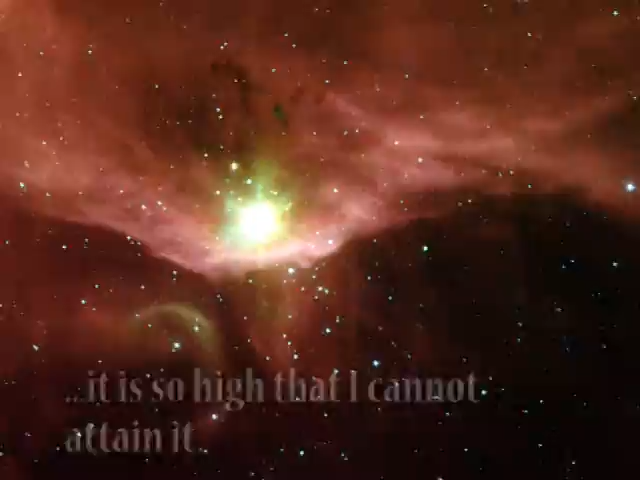 ...it is so high that I cannot
attain it.